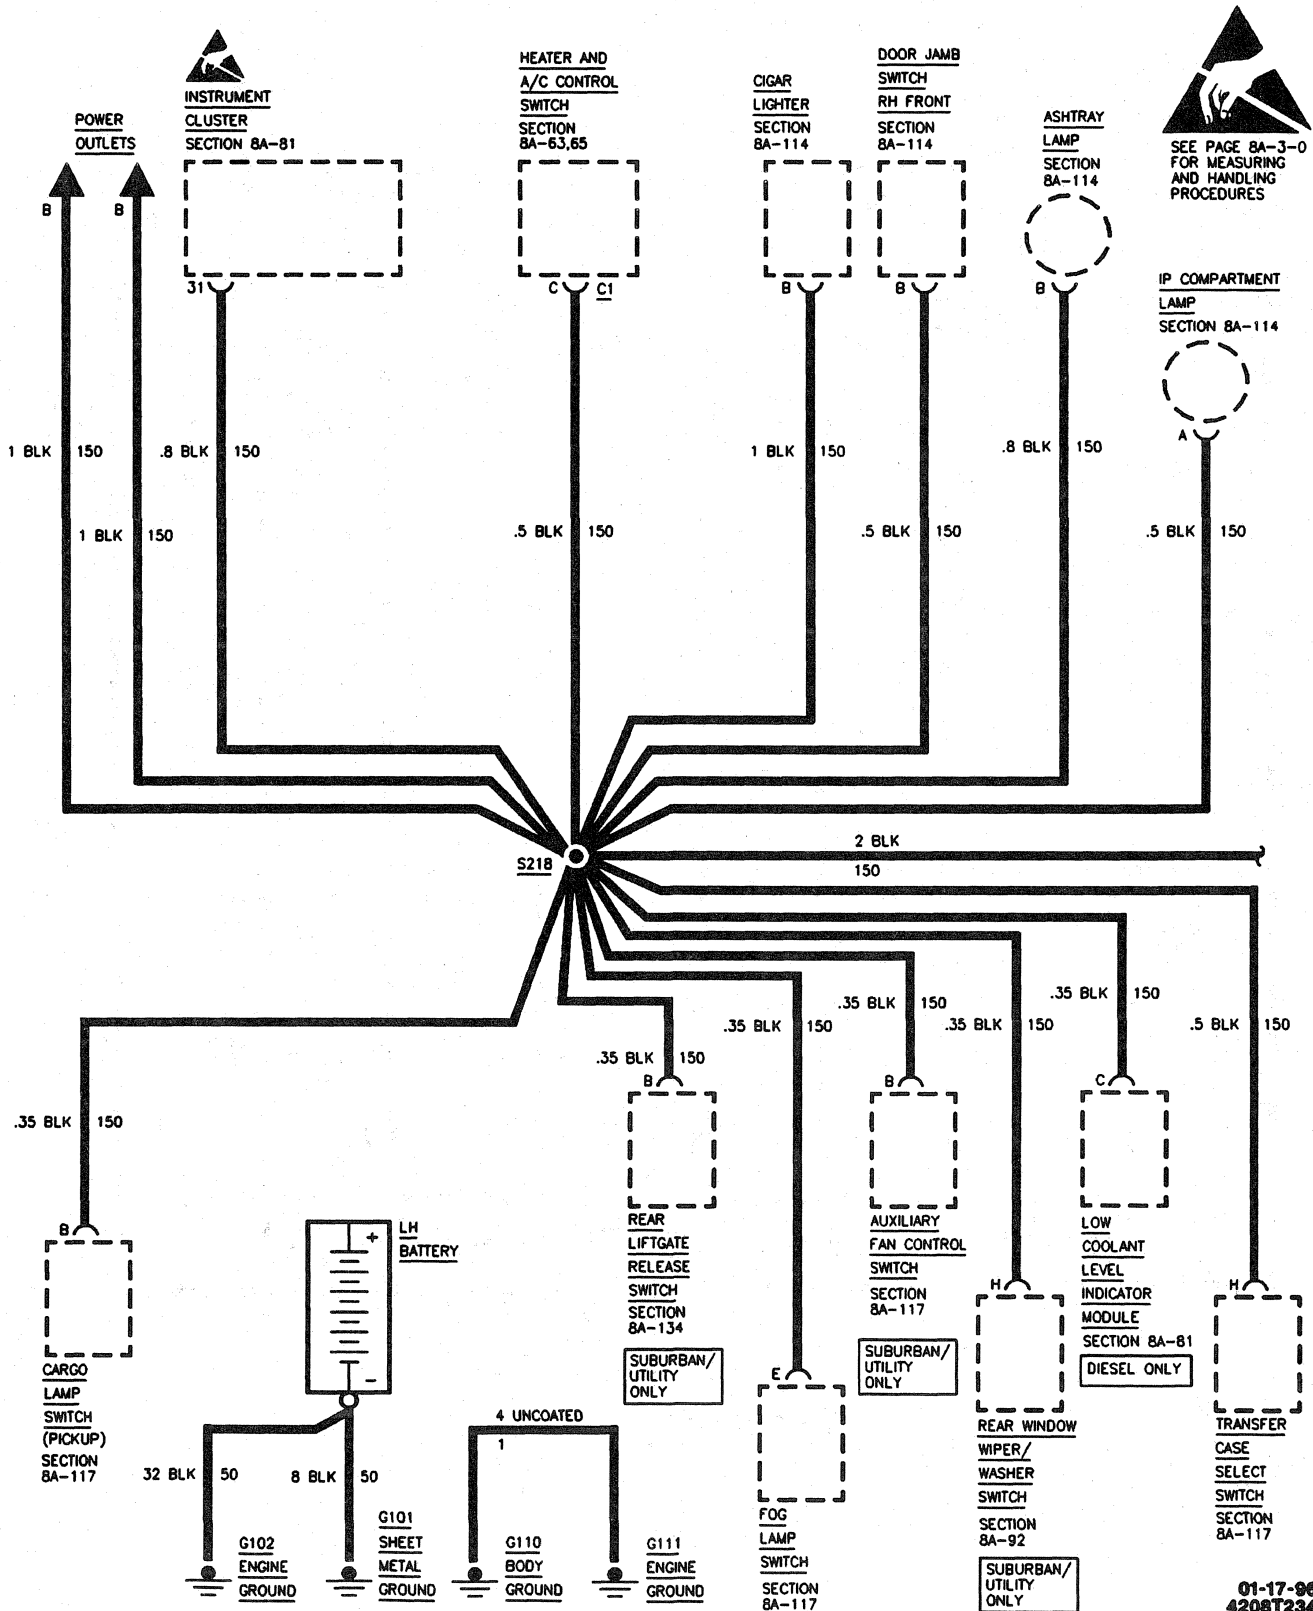 POWER
OUTLETS
INSTRUMENT
CLUSTER
SECTION 8A-81
HEATER AND
A/C CONTROL
SWITCH
SECTION
8A-63,65
CIGAR
LIGHTER
SECTION
8A-114
DOOR JAMB
SWITCH
RH FRONT
SECTION
8A-114
ASHTRAY
LAMP
SECTION
8A-114
SEE PAGE 8A-3-0
FOR MEASURING
AND HANDLING
PROCEDURES
IP COMPARTMENT
LAMP
SECTION 8A-114
B
B
31
C
C1
B
B
B
A
1 BLK 150
.8 BLK 150
1 BLK 150
.8 BLK 150
1 BLK 150
.5 BLK 150
.5 BLK 150
.5 BLK 150
S218
2 BLK
150
.35 BLK 150
.35 BLK 150
.35 BLK 150
.35 BLK 150
.35 BLK 150
.5 BLK 150
.35 BLK 150
B
B
C
B
H
H
E
LH
BATTERY
+
-
REAR
LIFTGATE
RELEASE
SWITCH
SECTION
8A-134
SUBURBAN/
UTILITY
ONLY
AUXILIARY
FAN CONTROL
SWITCH
SECTION
8A-117
SUBURBAN/
UTILITY
ONLY
LOW
COOLANT
LEVEL
INDICATOR
MODULE
SECTION 8A-81
DIESEL ONLY
CARGO
LAMP
SWITCH
(PICKUP)
SECTION
8A-117
32 BLK 50
8 BLK 50
4 UNCOATED
1
G102
ENGINE
GROUND
G101
SHEET
METAL
GROUND
G110
BODY
GROUND
G111
ENGINE
GROUND
FOG
LAMP
SWITCH
SECTION
8A-117
REAR WINDOW
WIPER/
WASHER
SWITCH
SECTION
8A-92
SUBURBAN/
UTILITY
ONLY
TRANSFER
CASE
SELECT
SWITCH
SECTION
8A-117
01-17-96
4208T234